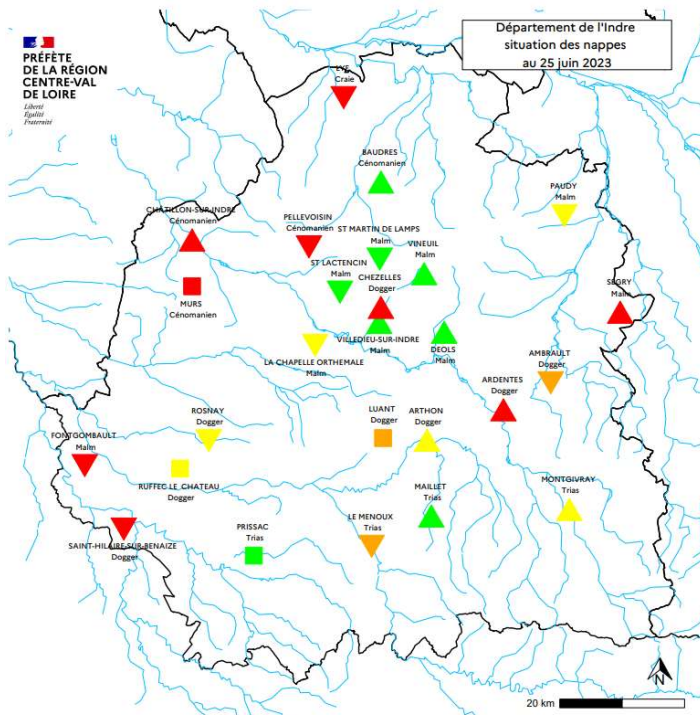 PRÉFÈTE
DE LA RÉGION
CENTRE-VAL
DE LOIRE
Liberté
Égalité
Fraternité
Département de l'Indre
situation des nappes
au 25 juin 2023
LYE
Craie
BAUDRES
Cénomanien
PAUDY
Malm
CHATILLON-SUR-INDRE
Cénomanien
PELLEVOISIN
Cénomanien
ST MARTIN DE LAMPS
Malm
VINEUIL
Malm
ST LACTENCIN
Malm
CHEZELLES
Dogger
MURS
Cénomanien
SEGRY
Malm
VILLEDIEU-SUR-INDRE
Malm
DEOLS
Malm
LA CHAPELLE ORTHEMALE
Malm
AMBRAULT
Dogger
ARDENTES
Dogger
ROSNAY
Dogger
LUANT
Dogger
ARTHON
Dogger
FONTGOMBAULT
Malm
RUFFEC LE CHATEAU
Dogger
MAILLET
Trias
MONTGIVRAY
Trias
LE MENOUX
Trias
PRISSAC
Trias
SAINT-HILAIRE-SUR-BENAIZE
Dogger
N
20 km